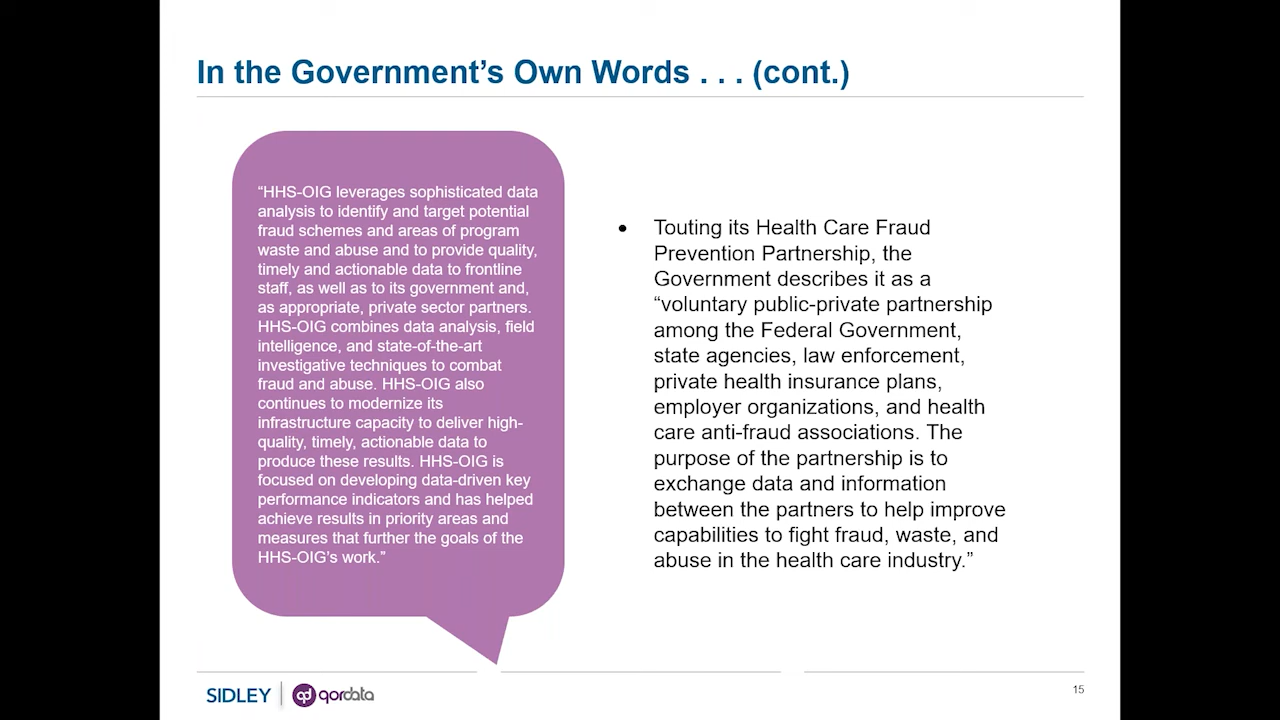 In the Government’s Own Words . . . (cont.)
“HHS-OIG leverages sophisticated data
analysis to identify and target potential
fraud schemes and areas of program
waste and abuse and to provide quality,
timely and actionable data to frontline
staff, as well as to its government and,
as appropriate, private sector partners.
HHS-OIG combines data analysis, field
intelligence, and state-of-the-art
investigative techniques to combat
fraud and abuse. HHS-OIG also
continues to modernize its
infrastructure capacity to deliver high-
quality, timely, actionable data to
produce these results. HHS-OIG is
focused on developing data-driven key
performance indicators and has helped
achieve results in priority areas and
measures that further the goals of the
HHS-OIG’s work.”
• Touting its Health Care Fraud
Prevention Partnership, the
Government describes it as a
“voluntary public-private partnership
among the Federal Government,
state agencies, law enforcement,
private health insurance plans,
employer organizations, and health
care anti-fraud associations. The
purpose of the partnership is to
exchange data and information
between the partners to help improve
capabilities to fight fraud, waste, and
abuse in the health care industry.”
SIDLEY
qd qordata
15